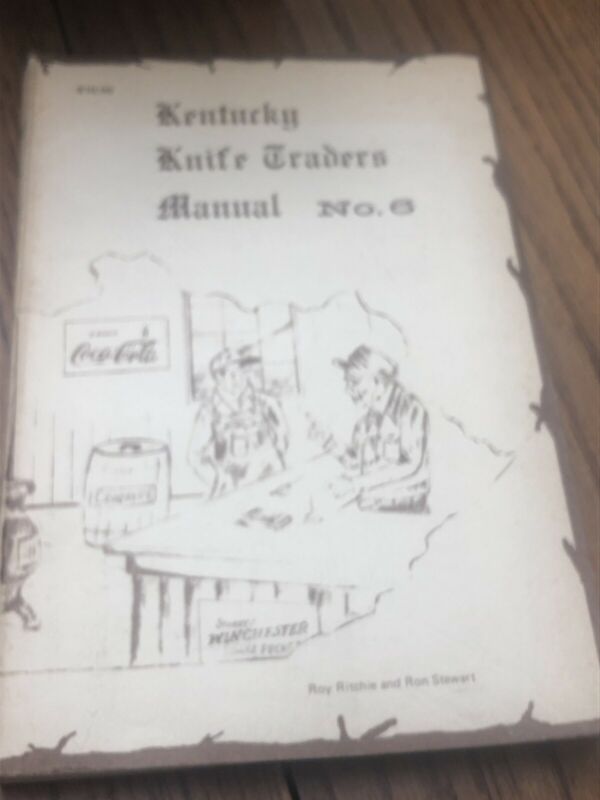 Kentucky
Knife Traders
Manual No. 6
Coca-Cola
WINCHESTER
Roy Ritchie and Ron Stewart